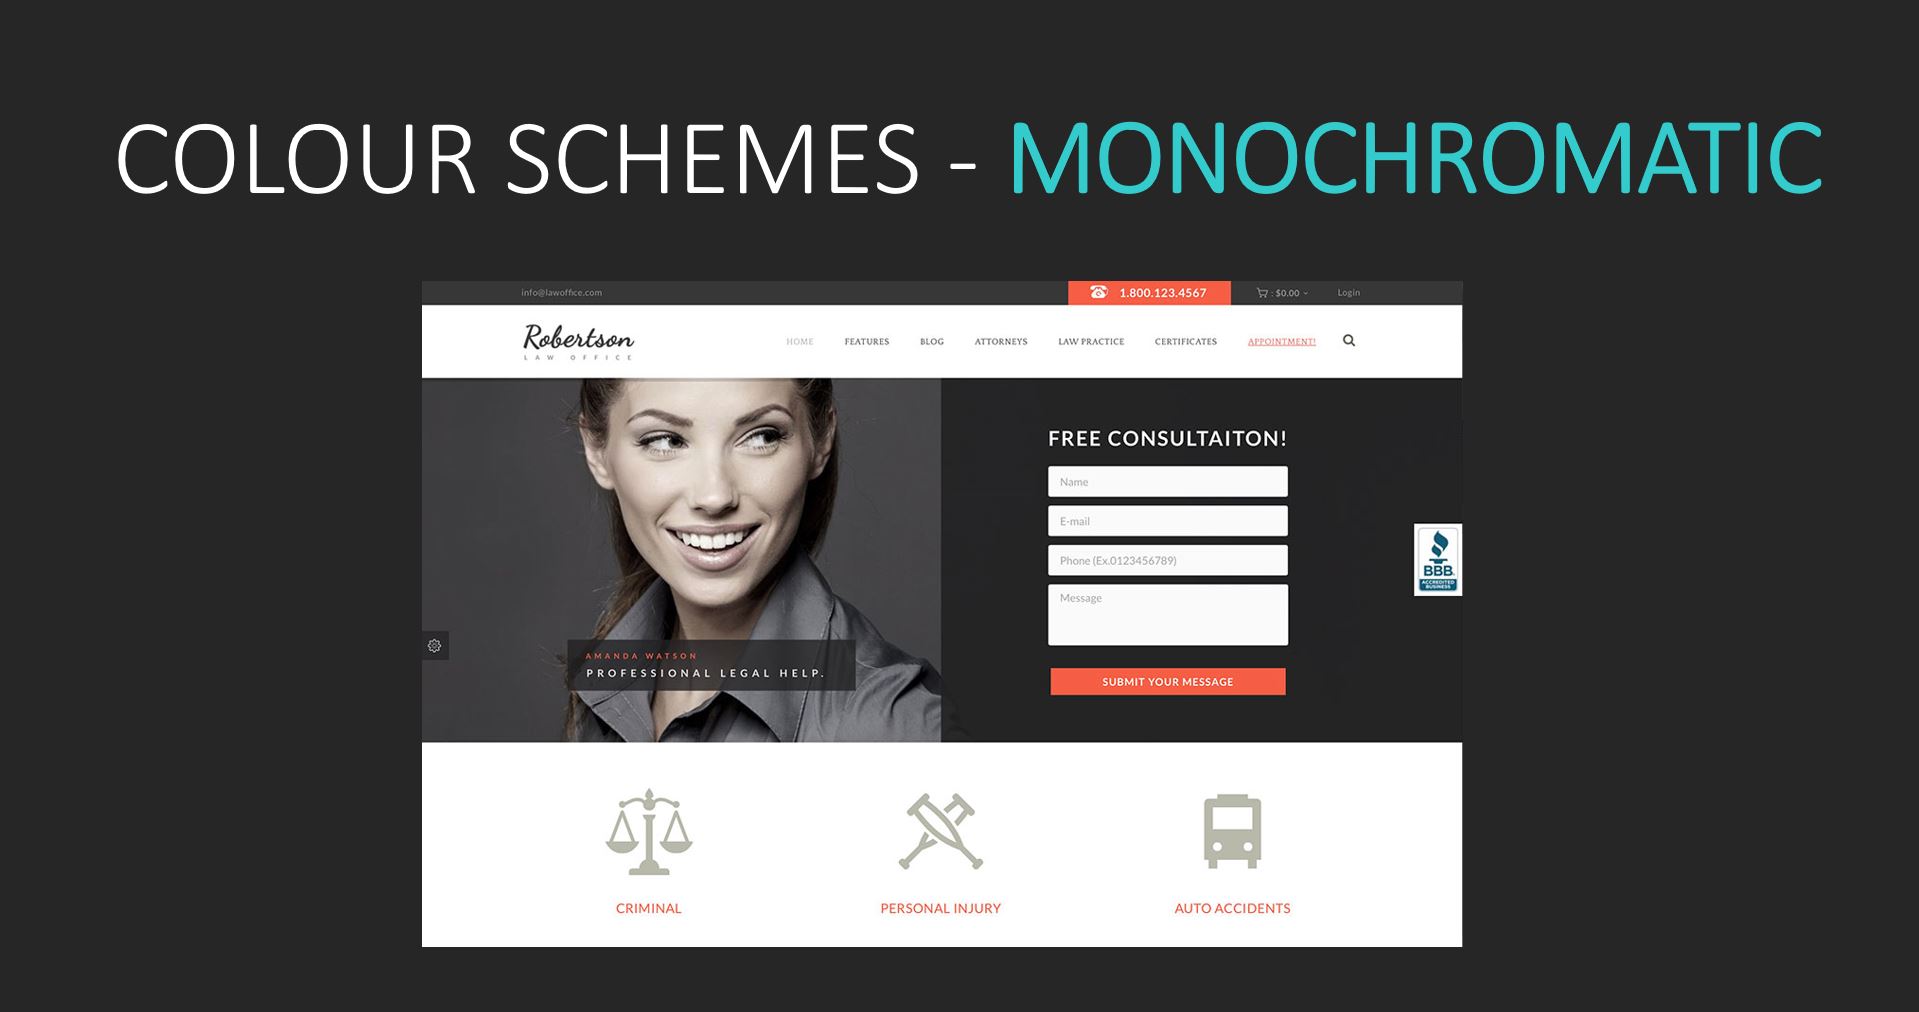 COLOUR SCHEMES - MONOCHROMATIC
info@lawoffice.com
1.800.123.4567
: $0.00
Login
Robertson
LAW OFFICE
HOME
FEATURES
BLOG
ATTORNEYS
LAW PRACTICE
CERTIFICATES
APPOINTMENT!
FREE CONSULTAITON!
Name
E-mail
Phone (Ex.0123456789)
Message
SUBMIT YOUR MESSAGE
BBB
ACCREDITED
BUSINESS
AMANDA WATSON
PROFESSIONAL LEGAL HELP.
CRIMINAL
PERSONAL INJURY
AUTO ACCIDENTS